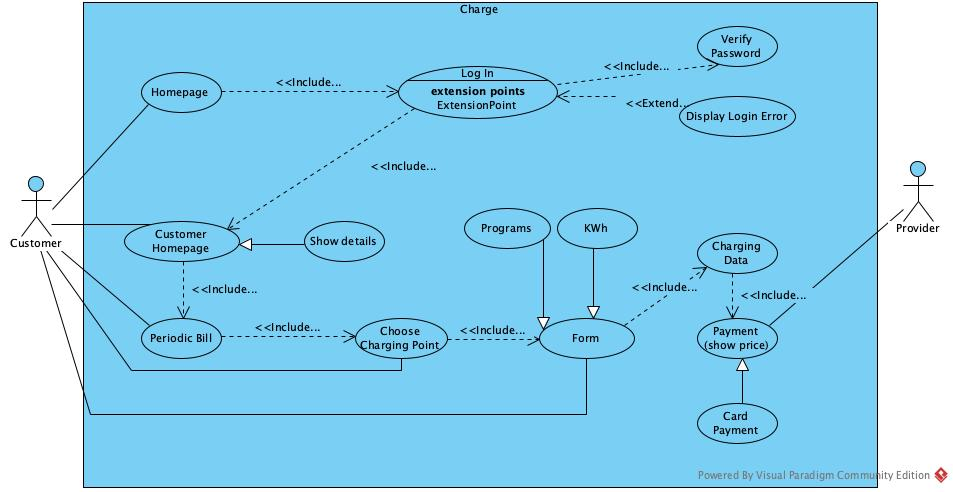 Charge
Verify
Password
<<Include...
<<Include...
Log In
extension points
ExtensionPoint
Homepage
<<Extend...
Display Login Error
<<Include...
Customer
Provider
Customer
Homepage
Show details
Programs
KWh
Charging
Data
<<Include...
<<Include...
<<Include...
Periodic Bill
<<Include...
Choose
Charging Point
<<Include...
Form
Payment
(show price)
Card
Payment
Powered By Visual Paradigm Community Edition